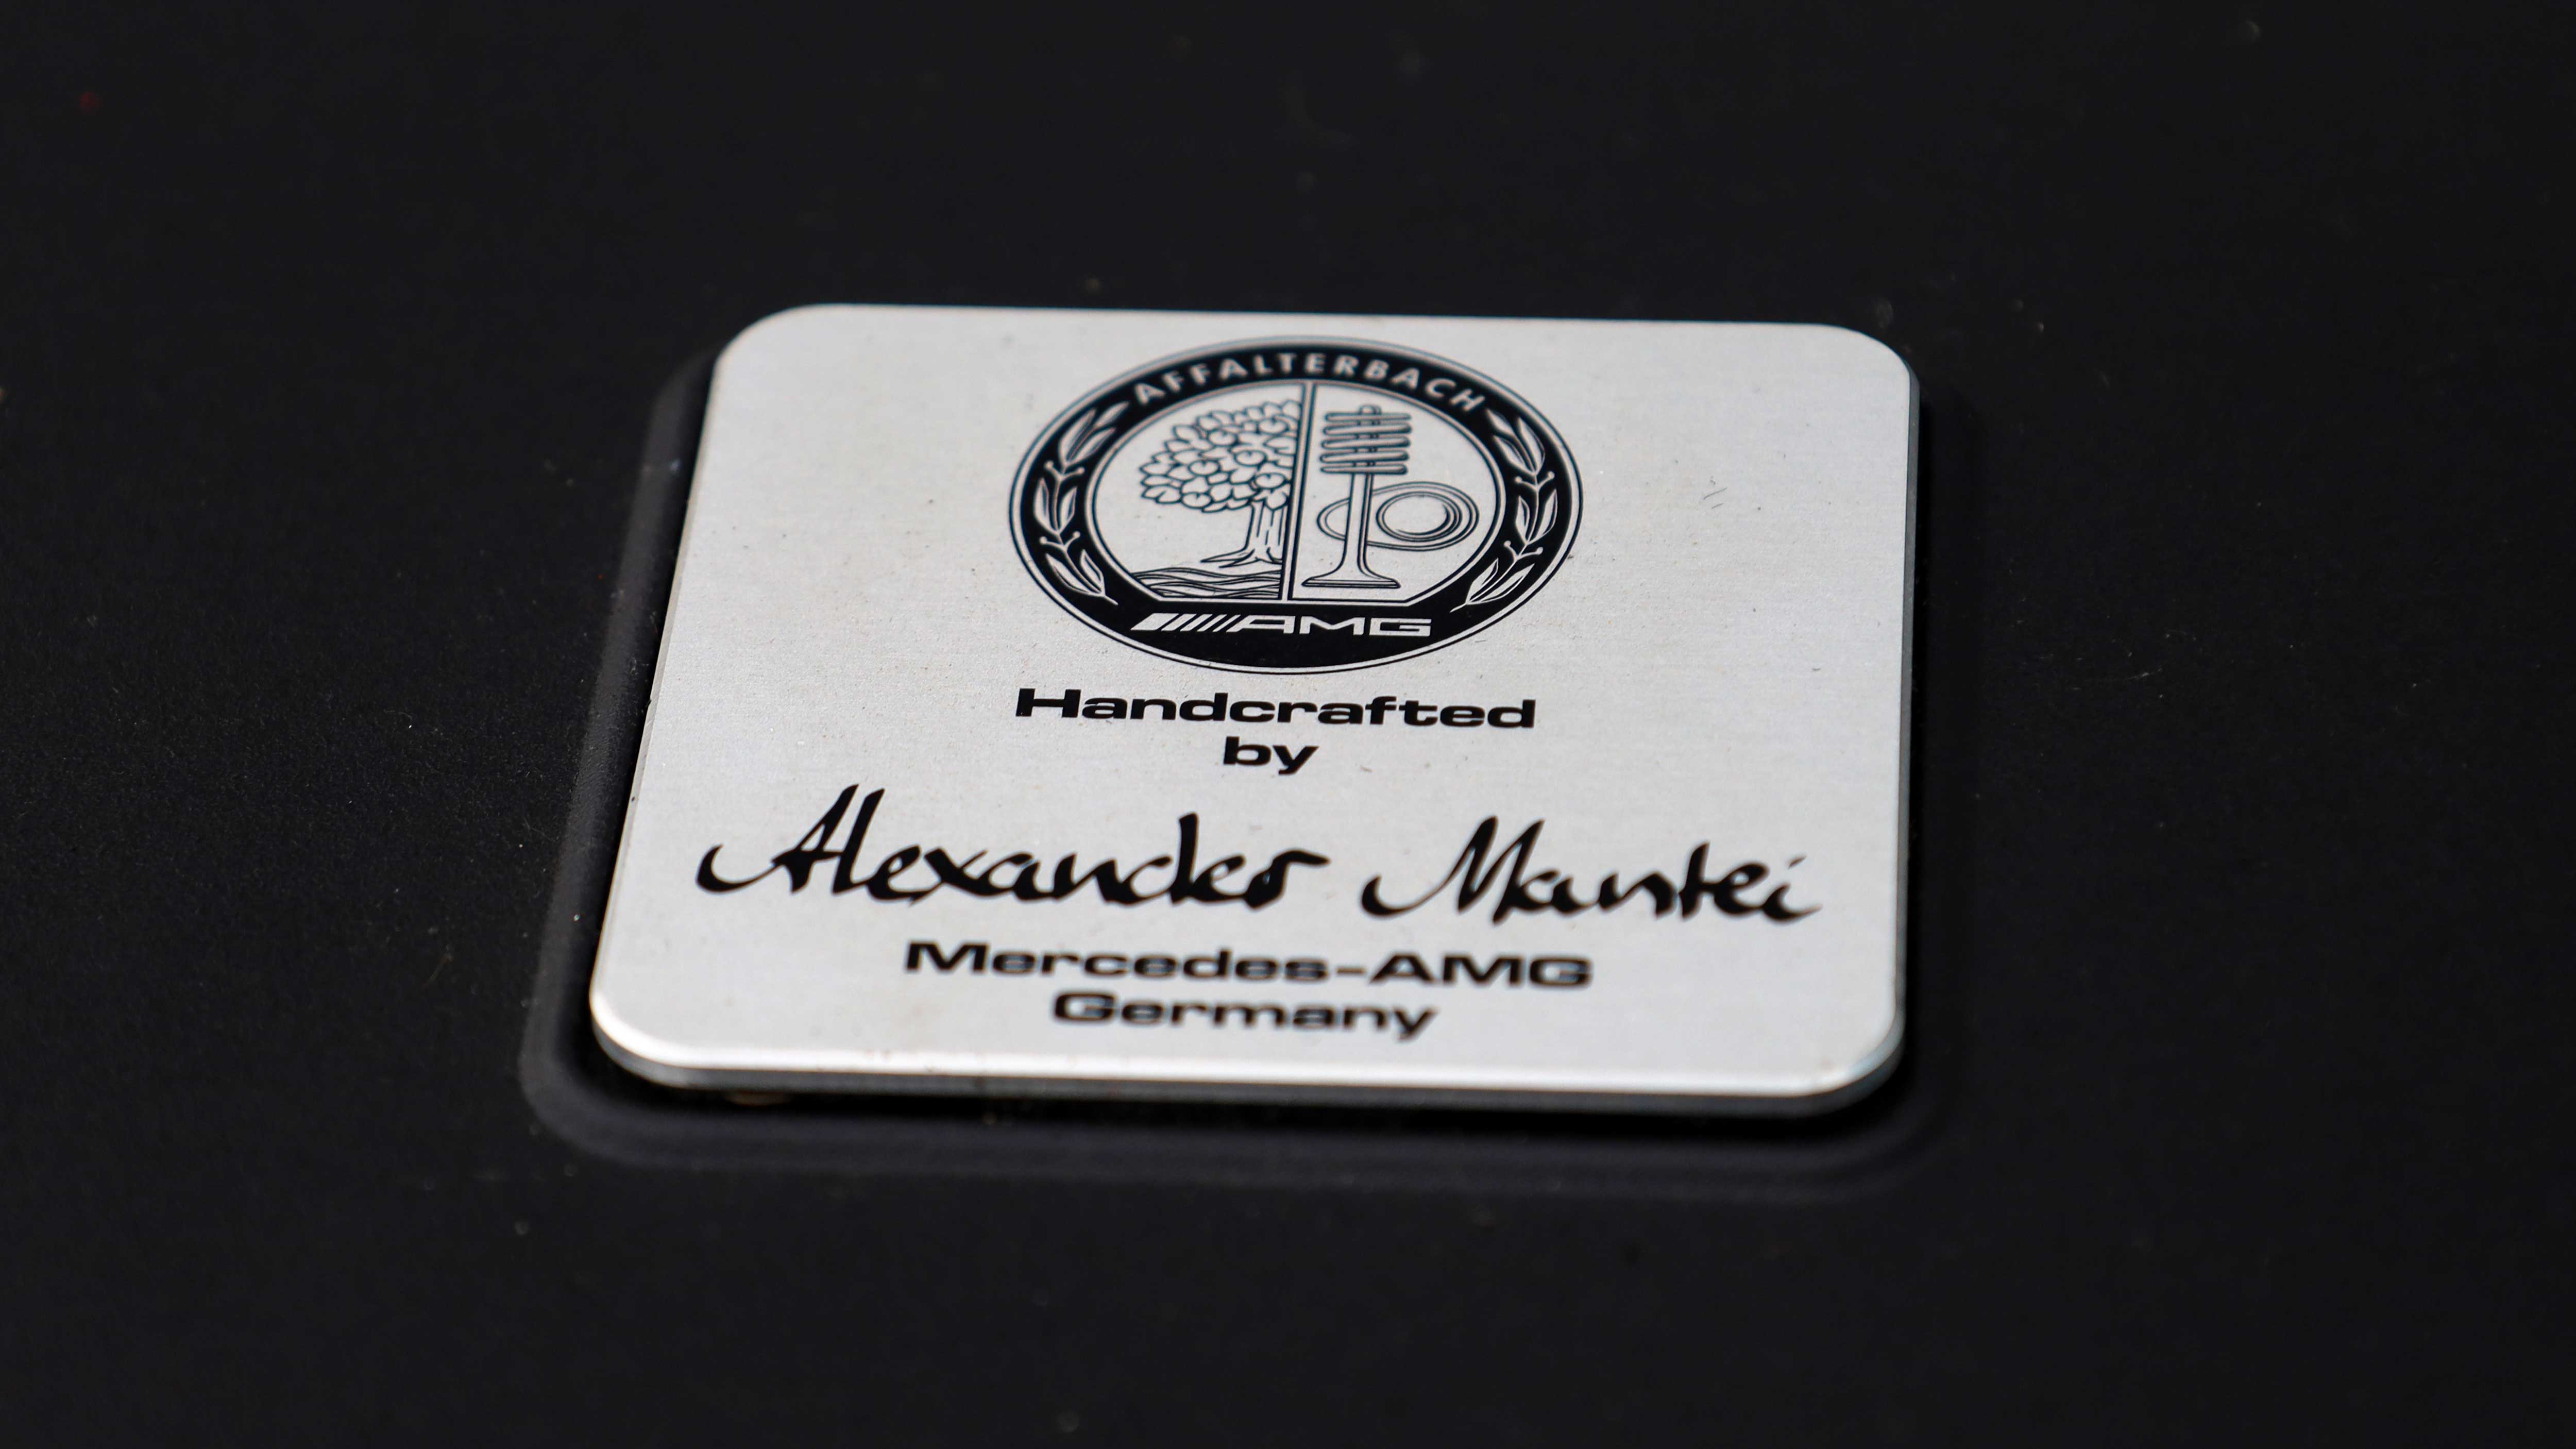 AFFALTERBACH
AMG
Handcrafted
by
Alexander Mantei
Mercedes-AMG
Germany